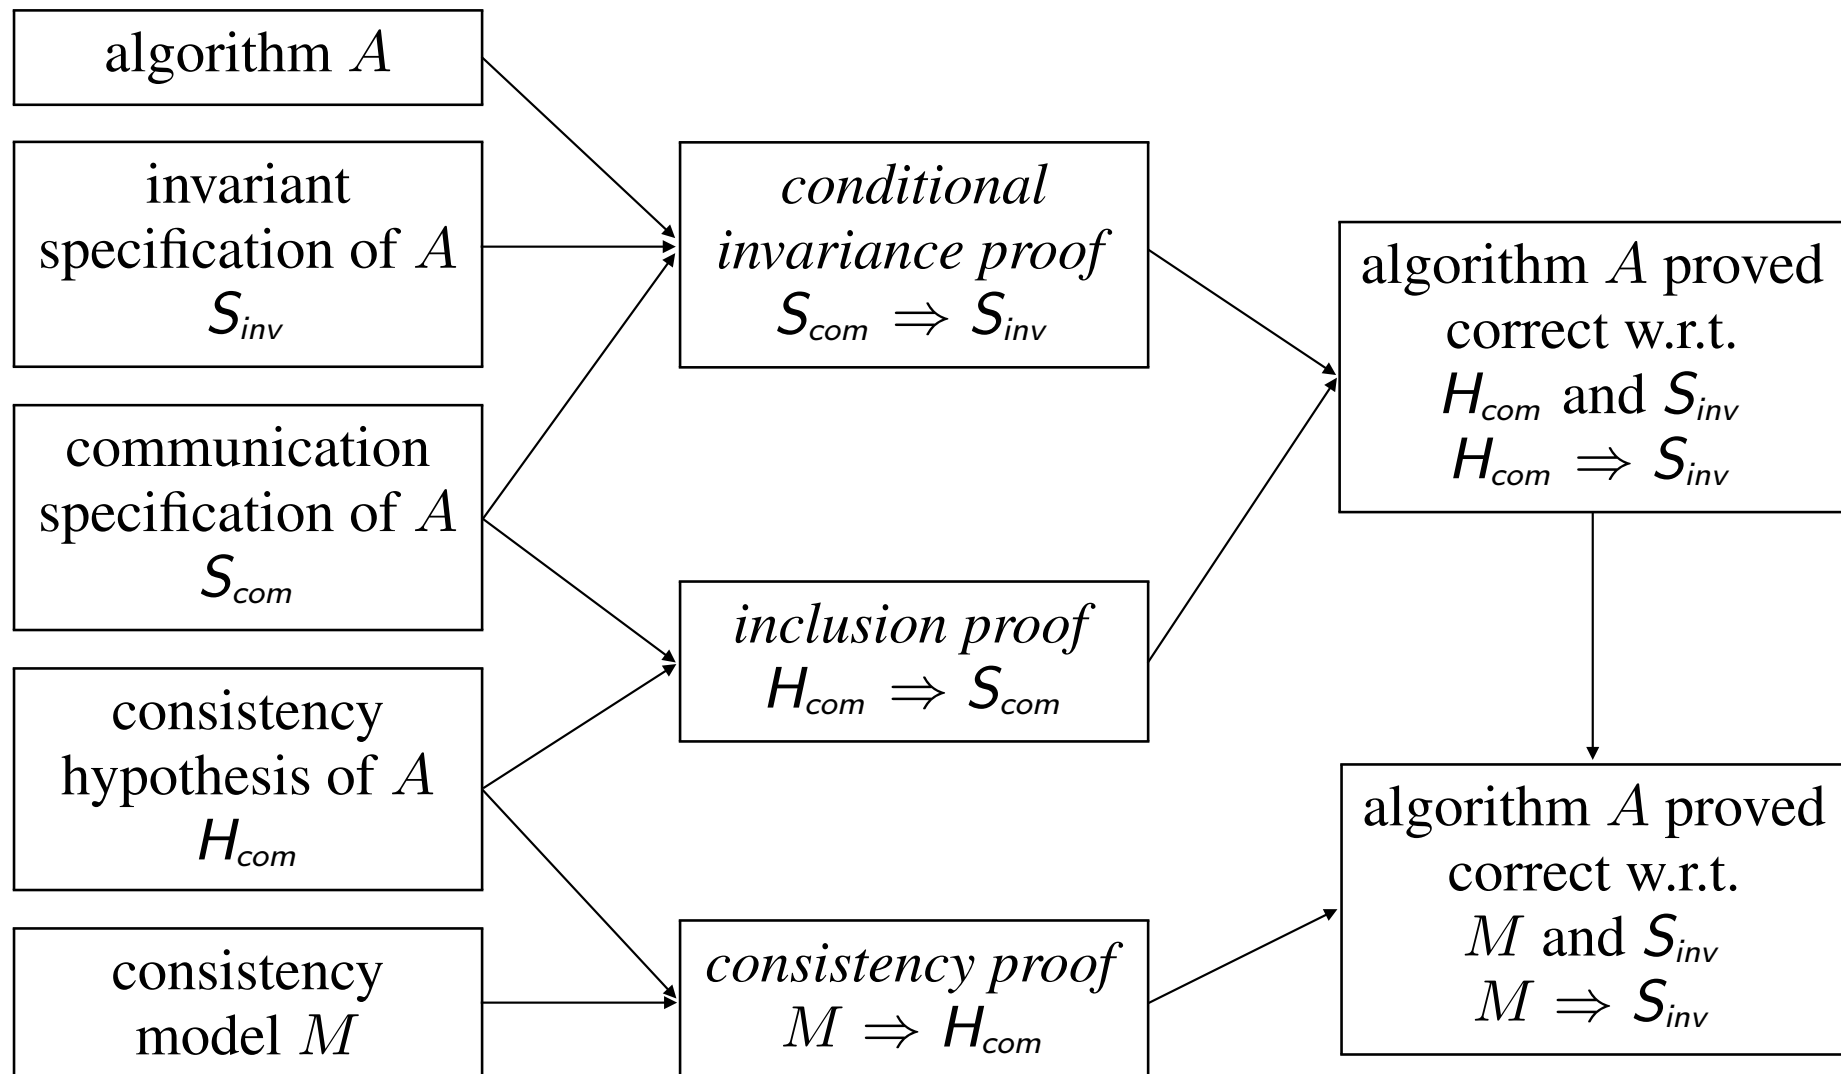 algorithm A
invariant
specification of A
S_inv
communication
specification of A
S_com
consistency
hypothesis of A
H_com
consistency
model M
conditional
invariance proof
S_com ⇒ S_inv
inclusion proof
H_com ⇒ S_com
consistency proof
M ⇒ H_com
algorithm A proved
correct w.r.t.
H_com and S_inv
H_com ⇒ S_inv
algorithm A proved
correct w.r.t.
M and S_inv
M ⇒ S_inv